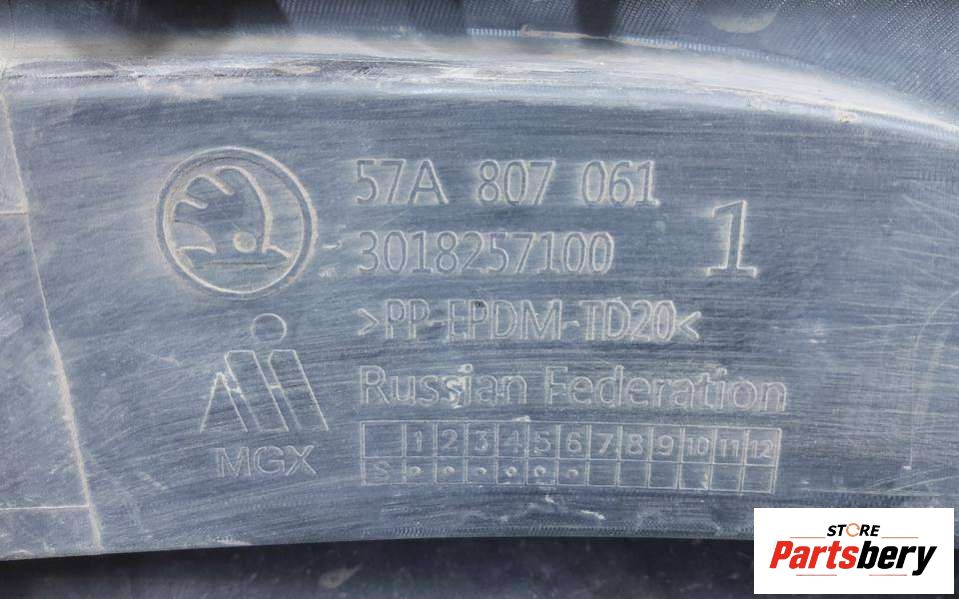 57A 807 061
3018257100
1
>PP-EPDM-TD20<
Russian Federation
MGX
1 2 3 4 5 6 7 8 9 10 11 12
S
STORE
Partsbery